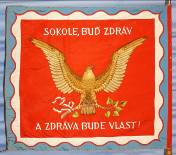 SOKOLE, BUĎ ZDRÁV
A ZDRÁVA BUDE VLAST!